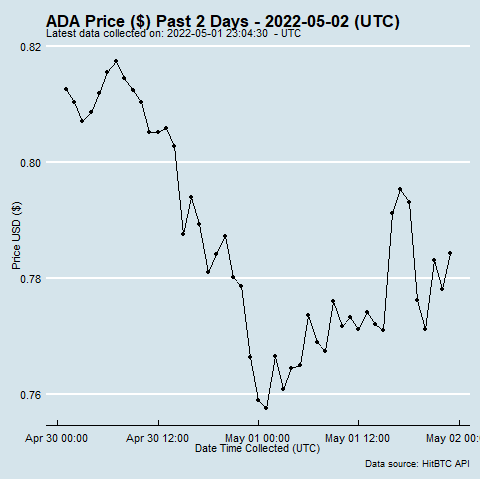 ADA Price ($) Past 2 Days - 2022-05-02 (UTC)
Latest data collected on: 2022-05-01 23:04:30 - UTC
0.82
0.80
0.78
0.76
Price USD ($)
Apr 30 00:00 Apr 30 12:00 May 01 00:00 May 01 12:00 May 02 00:
Date Time Collected (UTC)
Data source: HitBTC API